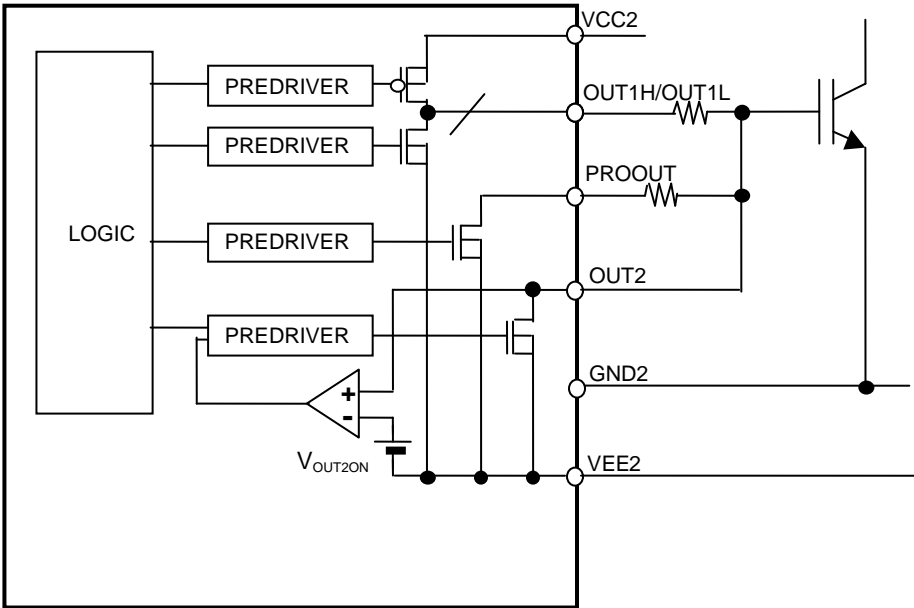 VCC2
PREDRIVER
OUT1H/OUT1L
PREDRIVER
PROOUT
LOGIC
PREDRIVER
OUT2
PREDRIVER
GND2
+
-
VOUT2ON
VEE2